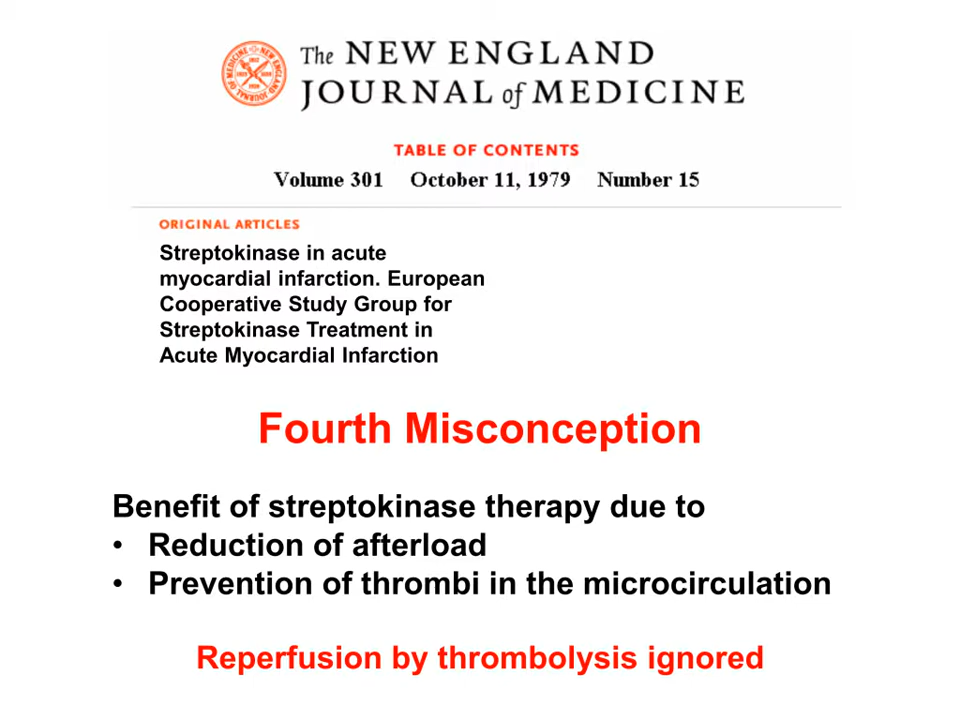 The NEW ENGLAND
JOURNAL of MEDICINE
TABLE OF CONTENTS
Volume 301 October 11, 1979 Number 15
ORIGINAL ARTICLES
Streptokinase in acute
myocardial infarction. European
Cooperative Study Group for
Streptokinase Treatment in
Acute Myocardial Infarction
Fourth Misconception
Benefit of streptokinase therapy due to
• Reduction of afterload
• Prevention of thrombi in the microcirculation
Reperfusion by thrombolysis ignored